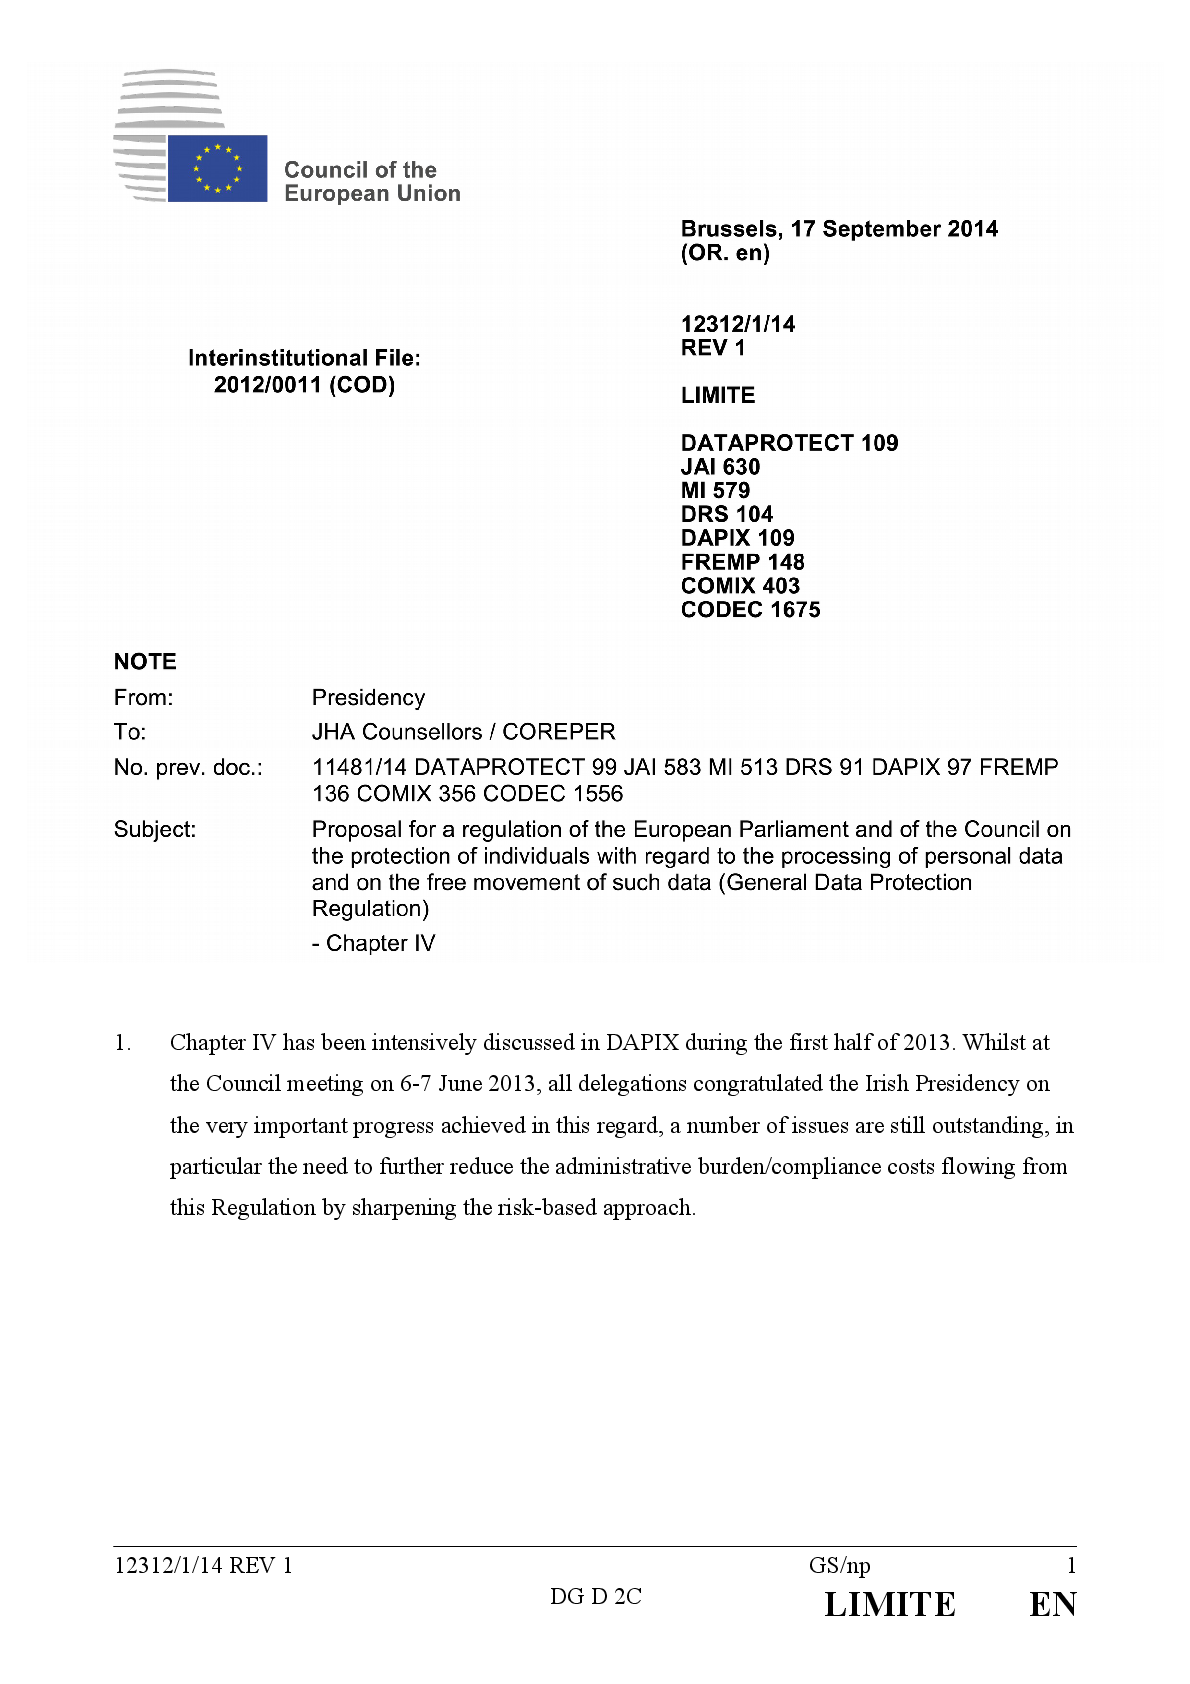 Council of the
European Union
Brussels, 17 September 2014
(OR. en)
12312/1/14
REV 1
Interinstitutional File:
2012/0011 (COD)
LIMITE
DATAPROTECT 109
JAI 630
MI 579
DRS 104
DAPIX 109
FREMP 148
COMIX 403
CODEC 1675
NOTE
From: Presidency
To: JHA Counsellors / COREPER
No. prev. doc.: 11481/14 DATAPROTECT 99 JAI 583 MI 513 DRS 91 DAPIX 97 FREMP
136 COMIX 356 CODEC 1556
Subject: Proposal for a regulation of the European Parliament and of the Council on
the protection of individuals with regard to the processing of personal data
and on the free movement of such data (General Data Protection
Regulation)
- Chapter IV
1. Chapter IV has been intensively discussed in DAPIX during the first half of 2013. Whilst at
the Council meeting on 6-7 June 2013, all delegations congratulated the Irish Presidency on
the very important progress achieved in this regard, a number of issues are still outstanding, in
particular the need to further reduce the administrative burden/compliance costs flowing from
this Regulation by sharpening the risk-based approach.
12312/1/14 REV 1 GS/np 1
DG D 2C LIMITE EN